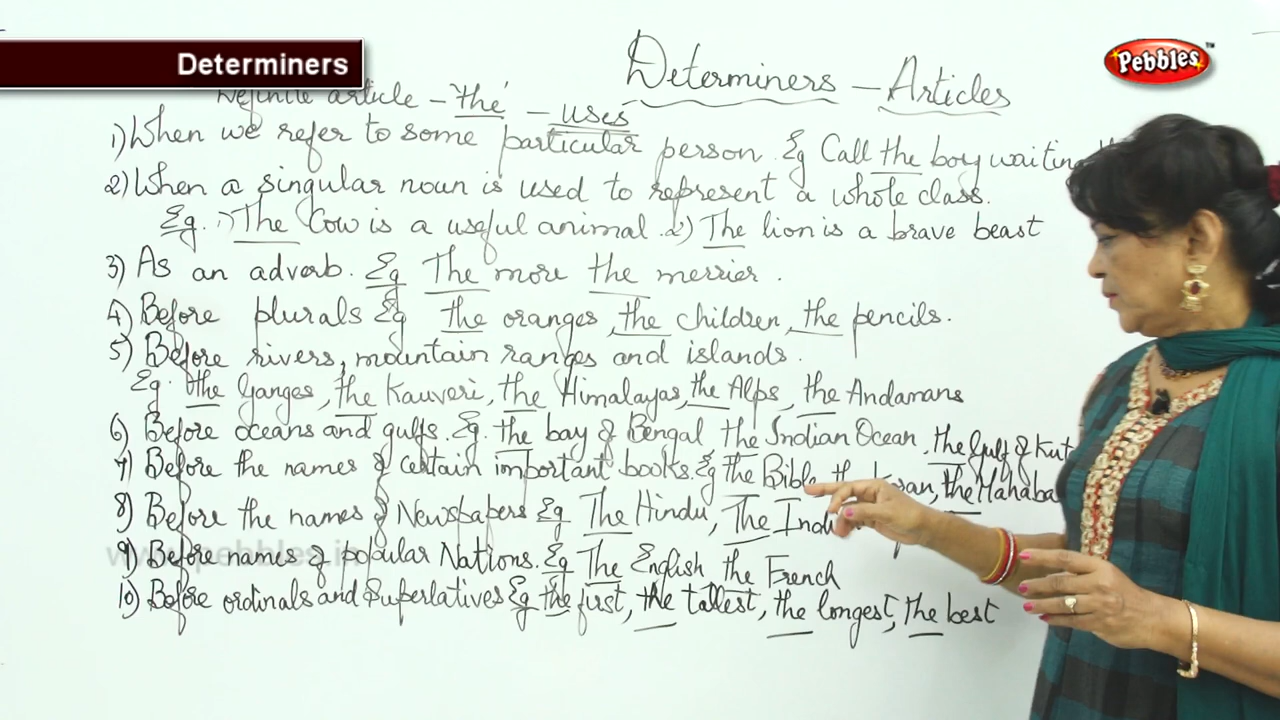 Determiners
Pebbles™
Determiners – Articles
Definite article – 'the' – uses
1) When we refer to some particular person. Eg Call the boy waiting
2) When a singular noun is used to represent a whole class.
Eg. 1) The Cow is a useful animal. 2) The lion is a brave beast
3) As an adverb. Eg The more the merrier.
4) Before plurals Eg the oranges, the children, the pencils.
5) Before rivers, mountain ranges and islands.
Eg. the Ganges, the Kauveri, the Himalayas, the Alps, the Andamans
6) Before oceans and gulfs. Eg. the bay of Bengal the Indian Ocean, the Gulf of Kut
7) Before the names of certain important books. Eg the Bible, the the Mahaba
8) Before the names of Newspapers Eg The Hindu, The
9) Before names of popular Nations. Eg The English the French
10) Before ordinals and Superlatives Eg the first, the tallest, the longest, the best
www.pebbles.in